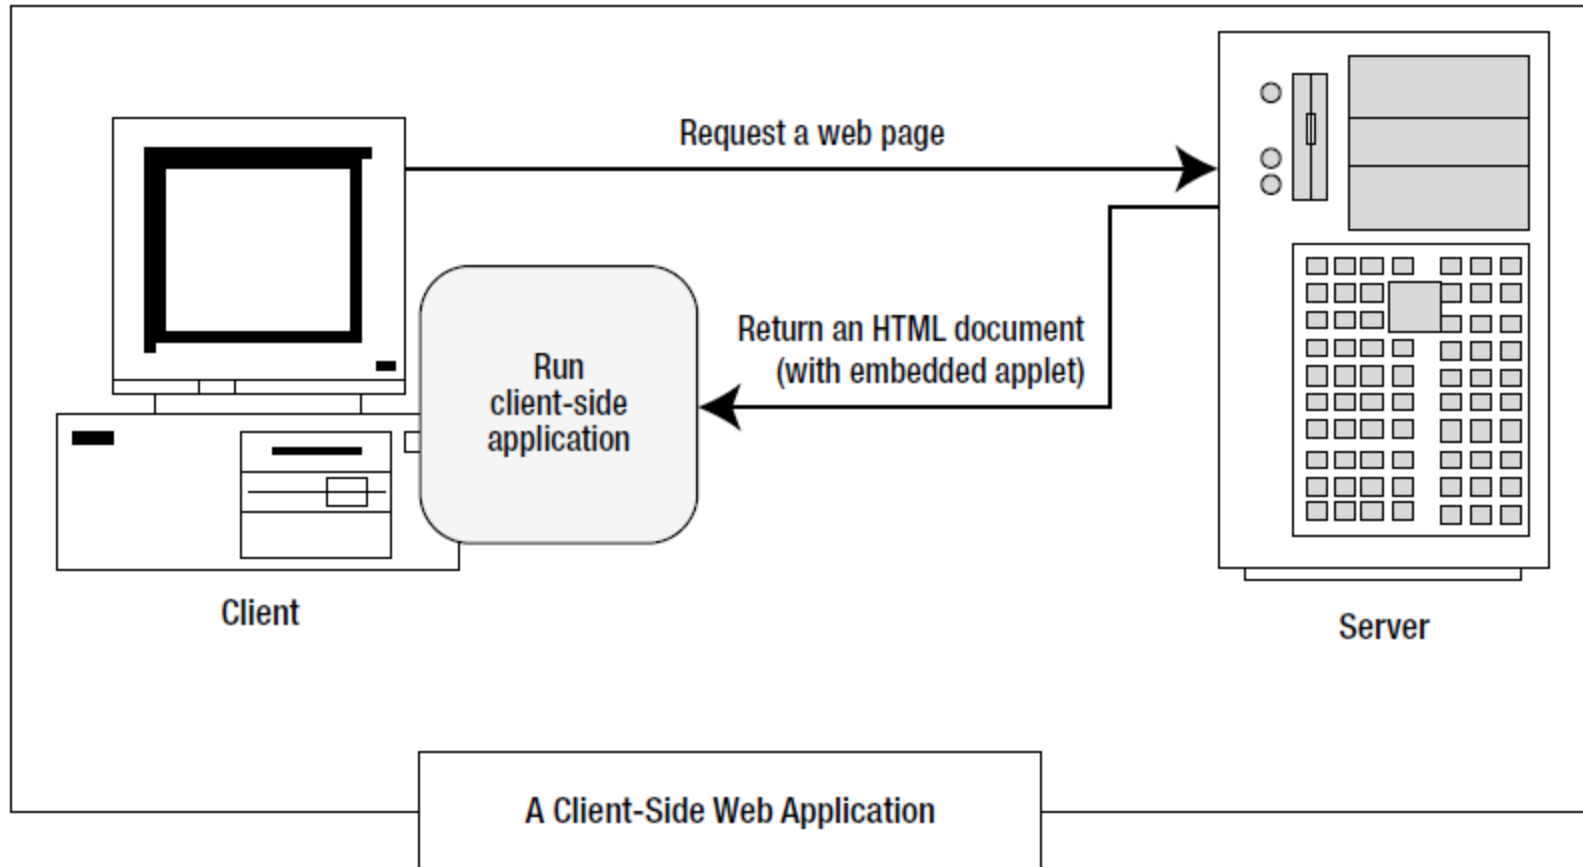 Request a web page
Return an HTML document
(with embedded applet)
Run
client-side
application
Client
Server
A Client-Side Web Application